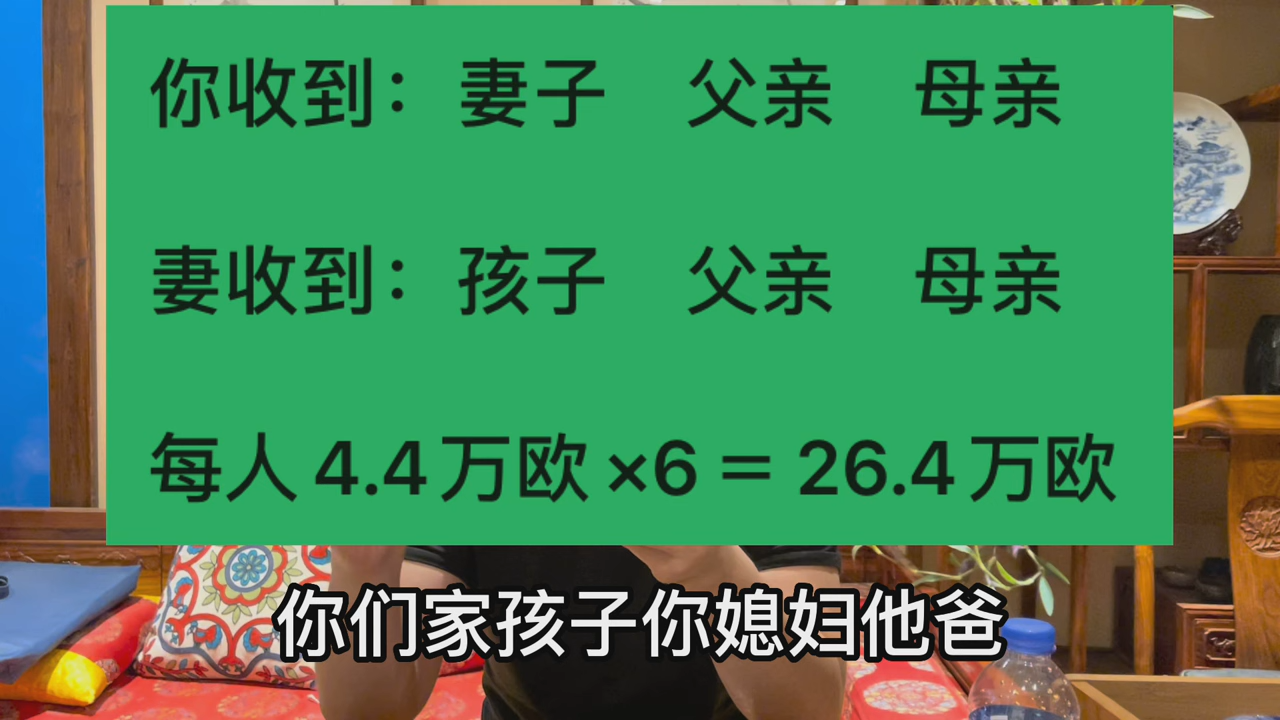 你收到：妻子 父亲 母亲
妻收到：孩子 父亲 母亲
每人4.4万欧×6＝26.4万欧
你们家孩子你媳妇他爸